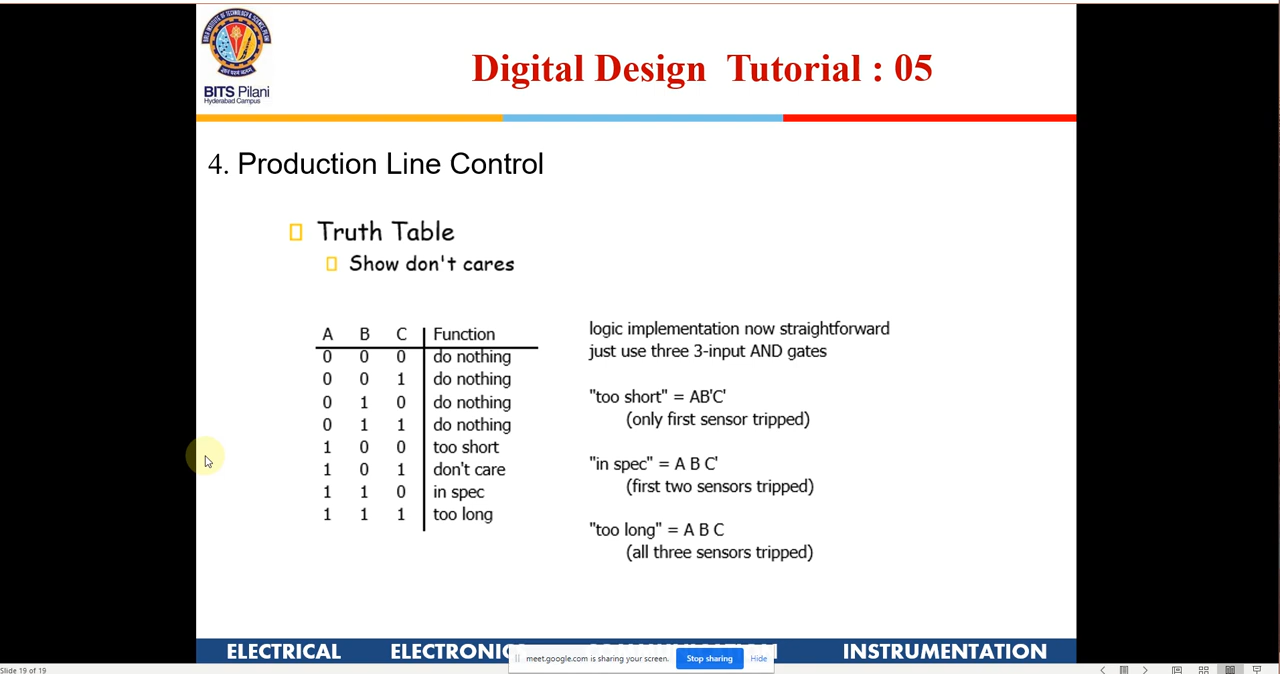 BITS Pilani
Hyderabad Campus
Digital Design Tutorial : 05
4. Production Line Control
Truth Table
Show don't cares
A B C Function
0 0 0 do nothing
0 0 1 do nothing
0 1 0 do nothing
0 1 1 do nothing
1 0 0 too short
1 0 1 don't care
1 1 0 in spec
1 1 1 too long
logic implementation now straightforward
just use three 3-input AND gates
"too short" = AB'C'
(only first sensor tripped)
"in spec" = A B C'
(first two sensors tripped)
"too long" = A B C
(all three sensors tripped)
ELECTRICAL INSTRUMENTATION
meet.google.com is sharing your screen. Stop sharing Hide
Slide 19 of 19